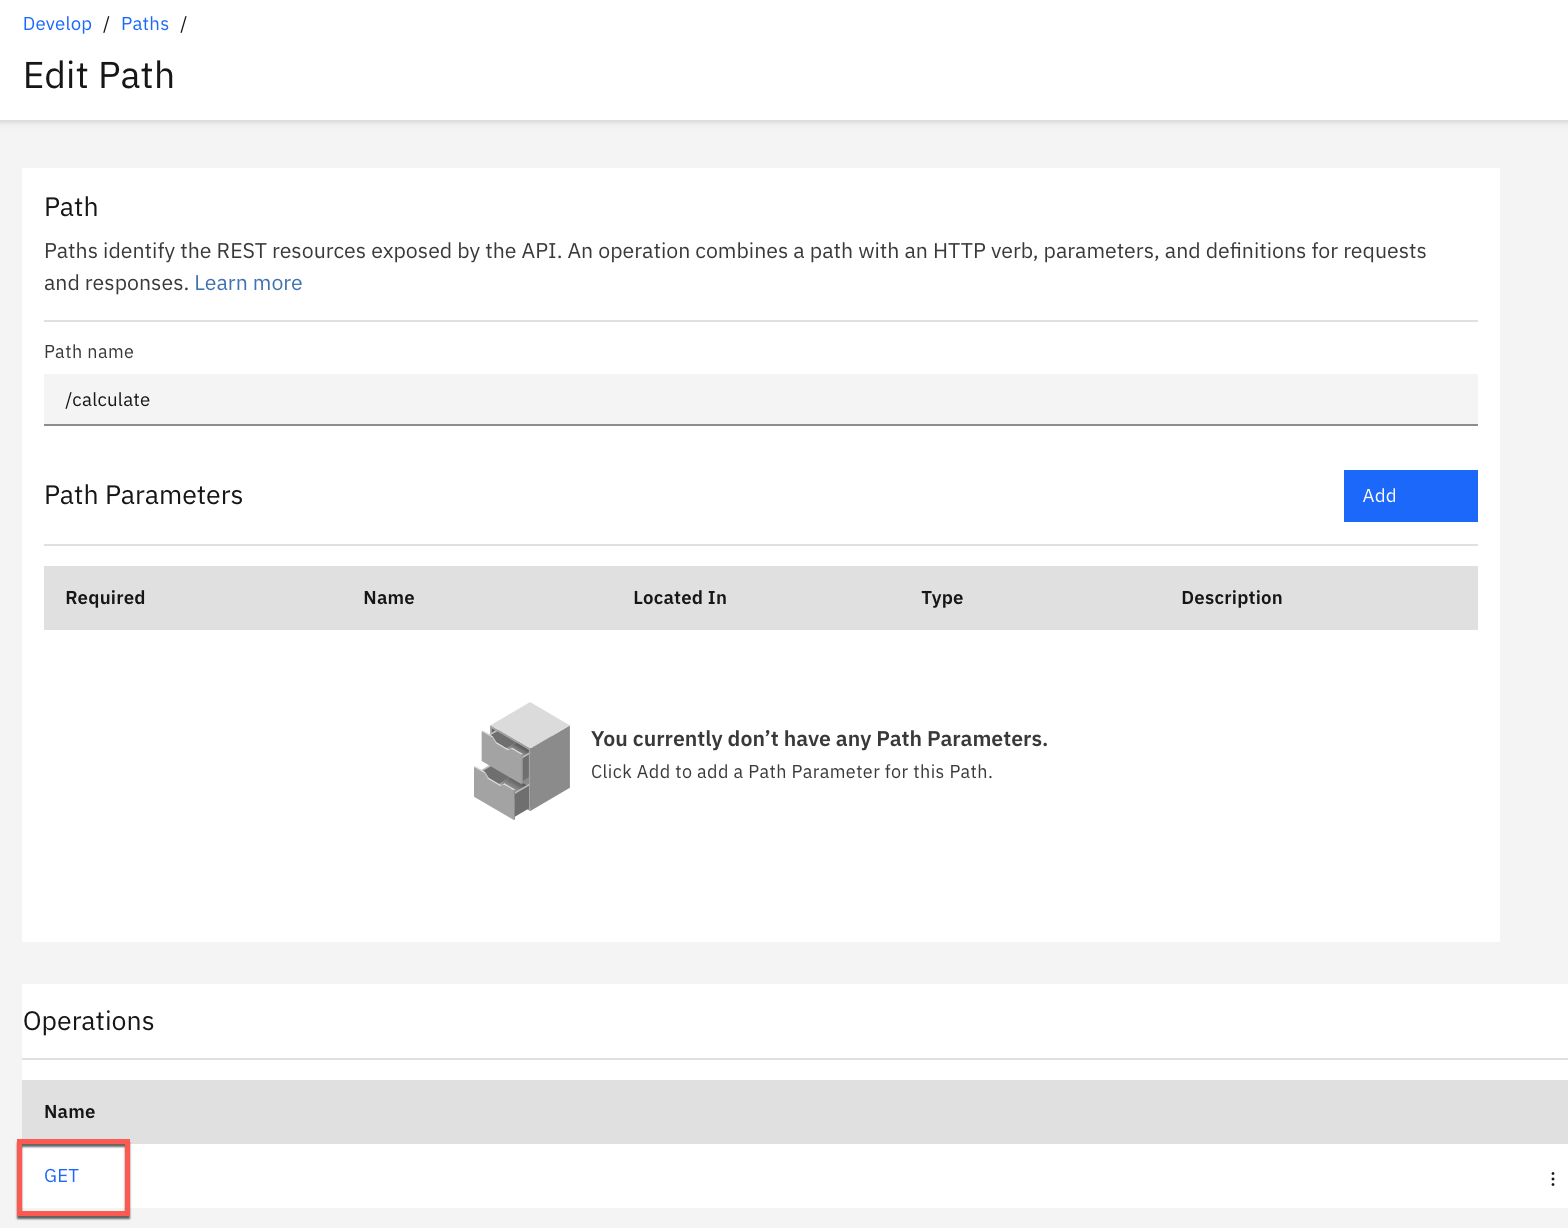 Develop / Paths /
Edit Path
Path
Paths identify the REST resources exposed by the API. An operation combines a path with an HTTP verb, parameters, and definitions for requests
and responses. Learn more
Path name
/calculate
Path Parameters
Add
Required Name Located In Type Description
You currently don’t have any Path Parameters.
Click Add to add a Path Parameter for this Path.
Operations
Name
GET